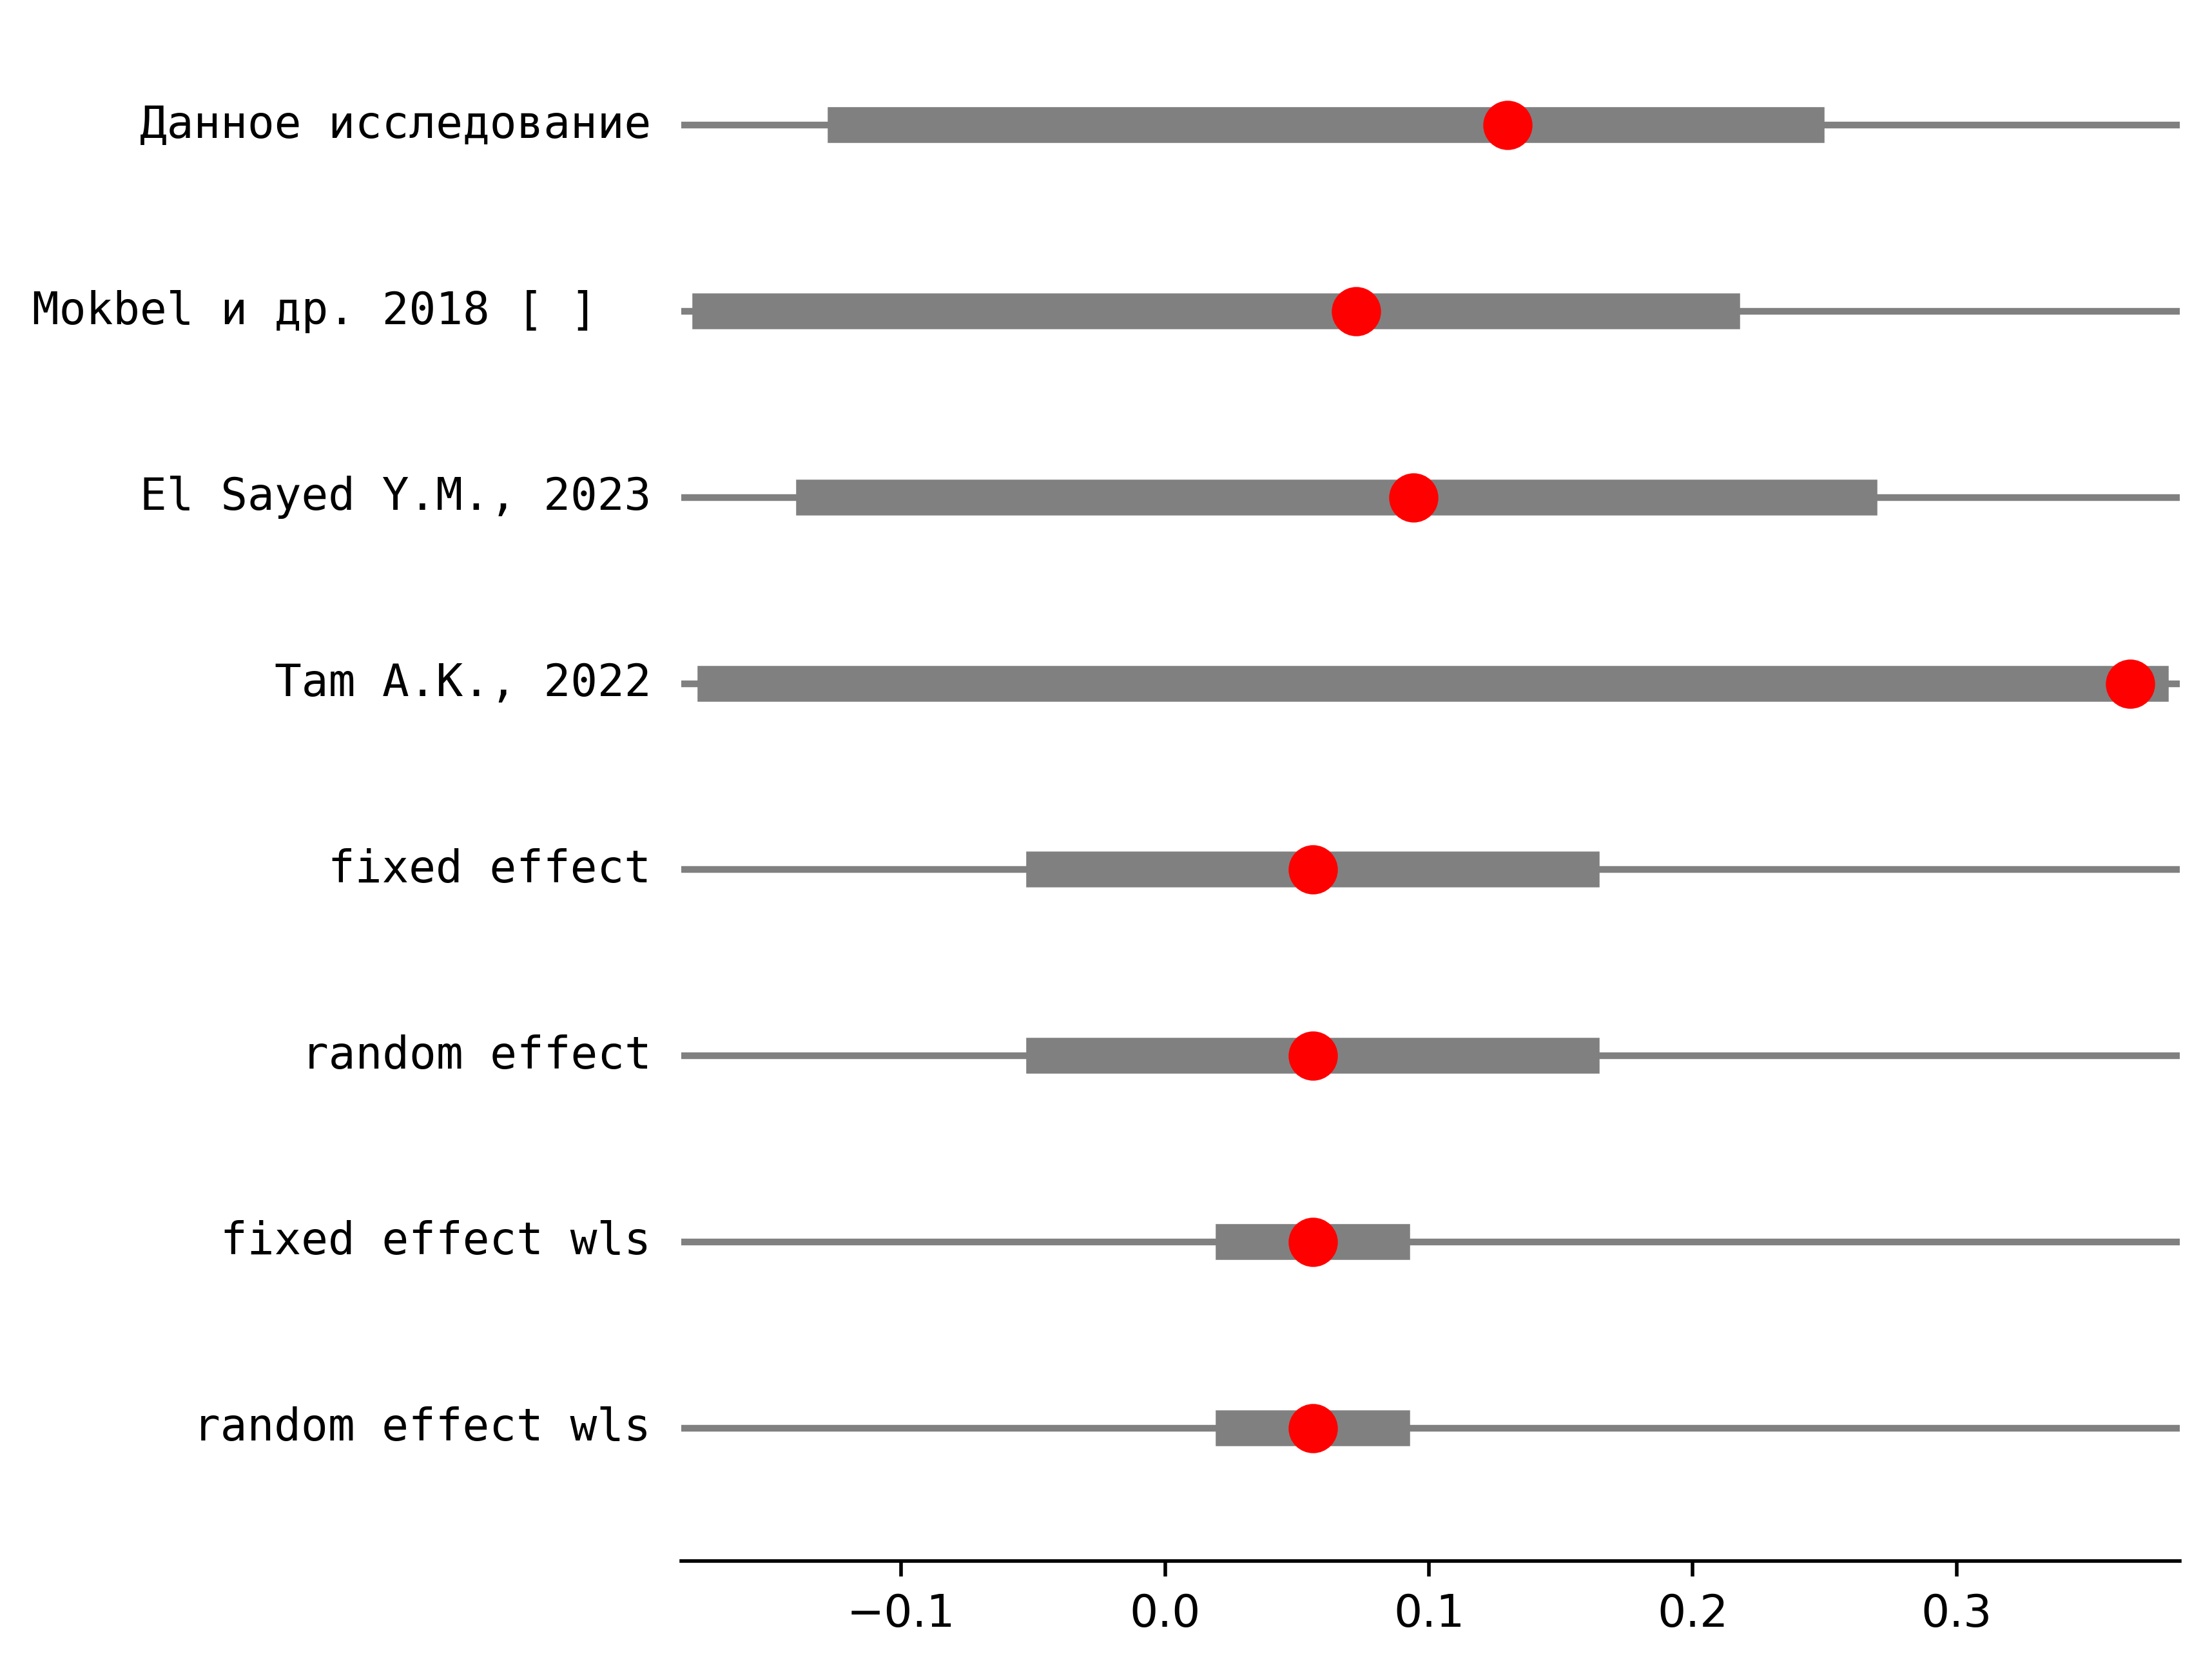 Данное исследование
Mokbel и др. 2018 [ ]
El Sayed Y.M., 2023
Tam A.K., 2022
fixed effect
random effect
fixed effect wls
random effect wls
−0.1 0.0 0.1 0.2 0.3